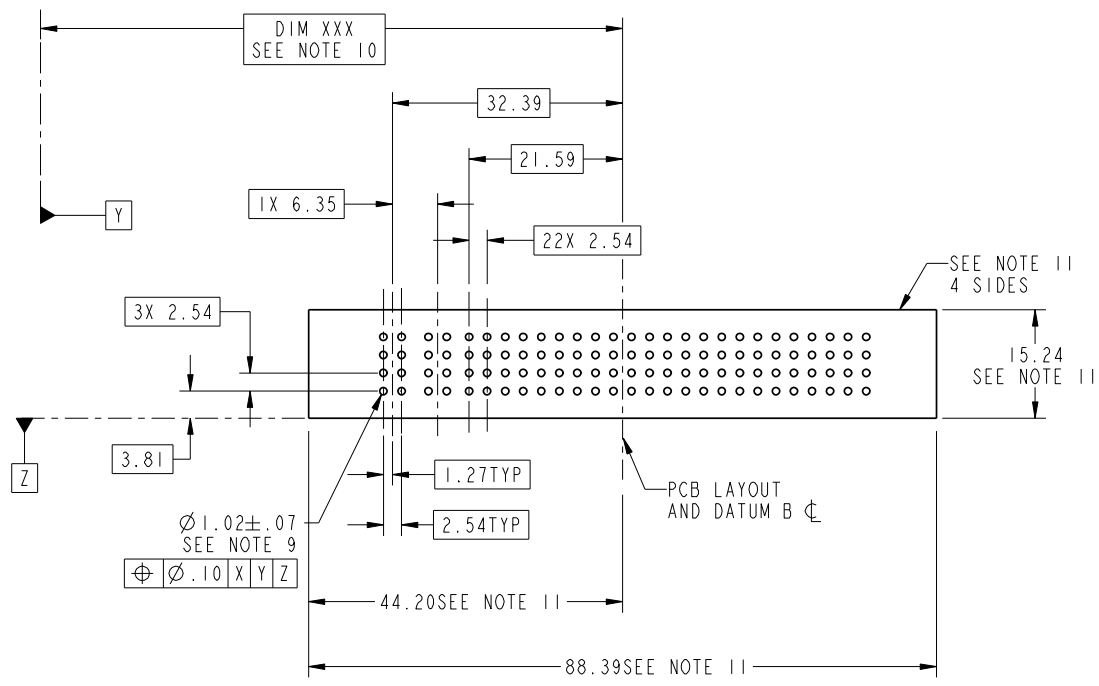 DIM XXX
SEE NOTE 10
32.39
21.59
1X 6.35
Y
22X 2.54
SEE NOTE 11
4 SIDES
3X 2.54
15.24
SEE NOTE 11
3.81
Z
1.27TYP
PCB LAYOUT
AND DATUM B ℄
Ø1.02±.07
SEE NOTE 9
2.54TYP
⌖ Ø.10 X Y Z
44.20SEE NOTE 11
88.39SEE NOTE 11